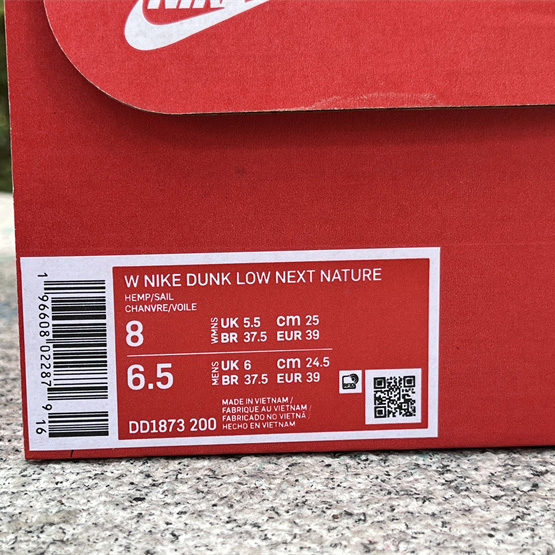 NIKE
W NIKE DUNK LOW NEXT NATURE
HEMP/SAIL
CHANVRE/VOILE
8 WMNS UK 5.5 cm 25
BR 37.5 EUR 39
6.5 MENS UK 6 cm 24.5
BR 37.5 EUR 39
MADE IN VIETNAM /
FABRIQUE AU VIETNAM /
FABRICADO NO VIETNÃ /
HECHO EN VIETNAM
DD1873 200
1 96608 02287 9 16